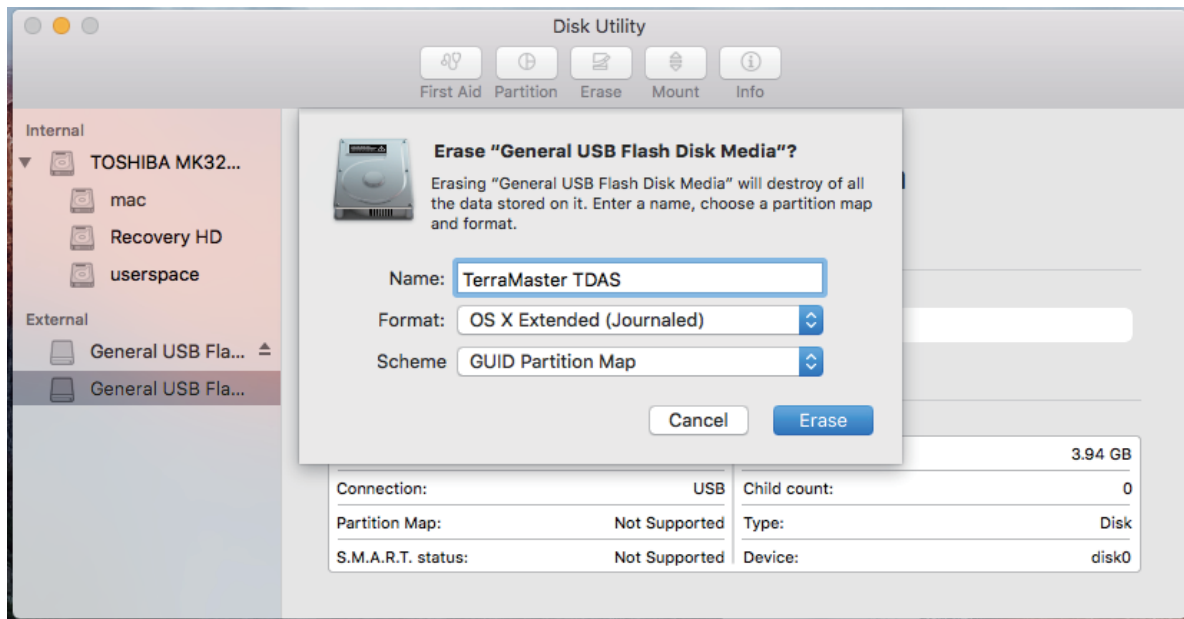 Disk Utility
First Aid Partition Erase Mount Info
Internal
TOSHIBA MK32...
mac
Recovery HD
userspace
External
General USB Fla...
General USB Fla...
Erase “General USB Flash Disk Media”?
Erasing “General USB Flash Disk Media” will destroy of all
the data stored on it. Enter a name, choose a partition map
and format.
Name: TerraMaster TDAS
Format: OS X Extended (Journaled)
Scheme GUID Partition Map
Cancel Erase
3.94 GB
Connection: USB Child count: 0
Partition Map: Not Supported Type: Disk
S.M.A.R.T. status: Not Supported Device: disk0